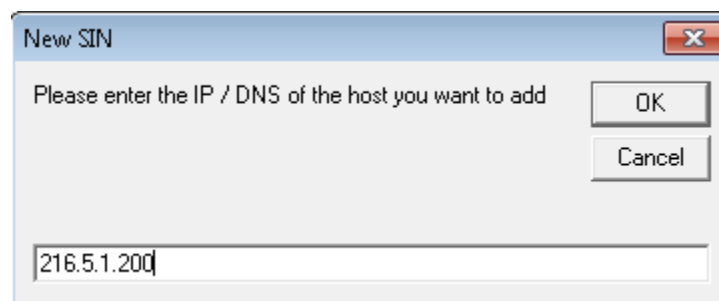 New SIN
Please enter the IP / DNS of the host you want to add
OK
Cancel
216.5.1.200